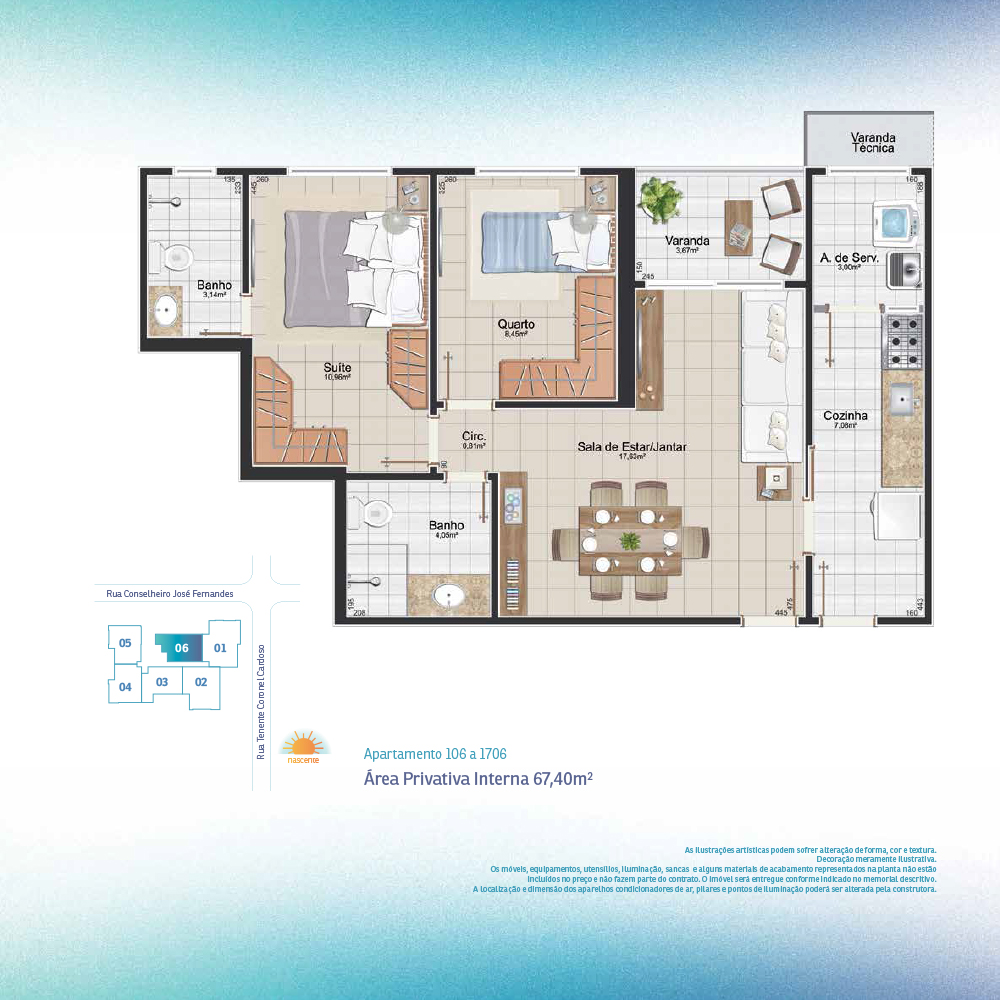 Varanda
Técnica
135
233
260
445
260
325
160
188
Varanda
3,67m²
150
245
A. de Serv.
3,00m²
Banho
3,14m²
Quarto
8,45m²
Suíte
10,96m²
Cozinha
7,08m²
Circ.
0,81m²
90
Sala de Estar/Jantar
17,63m²
Banho
4,05m²
195
208
445
475
160
443
Rua Conselheiro José Fernandes
05
06
01
04
03
02
Rua Tenente Coronel Cardoso
nascente
Apartamento 106 a 1706
Área Privativa Interna 67,40m²
As ilustrações artísticas podem sofrer alteração de forma, cor e textura.
Decoração meramente ilustrativa.
Os móveis, equipamentos, utensílios, iluminação, sancas e alguns materiais de acabamento representados na planta não estão
incluídos no preço e não fazem parte do contrato. O imóvel será entregue conforme indicado no memorial descritivo.
A localização e dimensão dos aparelhos condicionadores de ar, pilares e pontos de iluminação poderá ser alterada pela construtora.